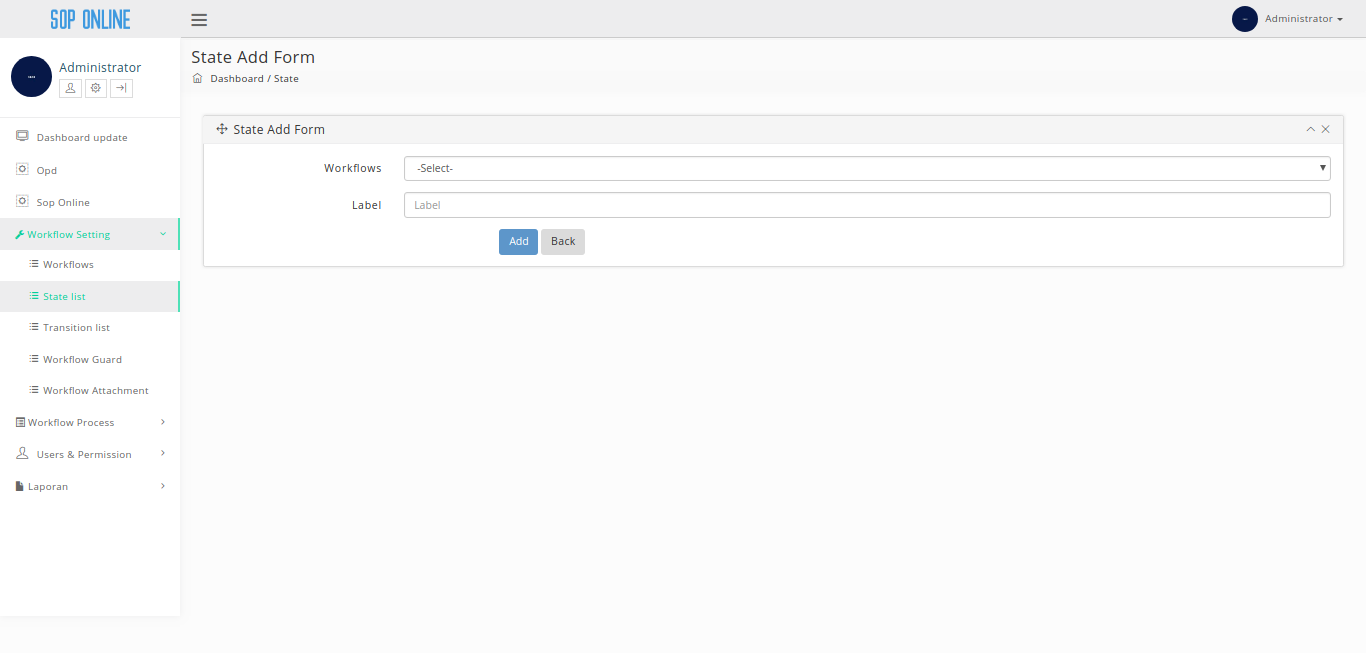 SOP ONLINE
Administrator
Administrator
State Add Form
Dashboard / State
Dashboard update
Opd
Sop Online
Workflow Setting
Workflows
State list
Transition list
Workflow Guard
Workflow Attachment
Workflow Process
Users & Permission
Laporan
State Add Form
Workflows -Select-
Label Label
Add Back